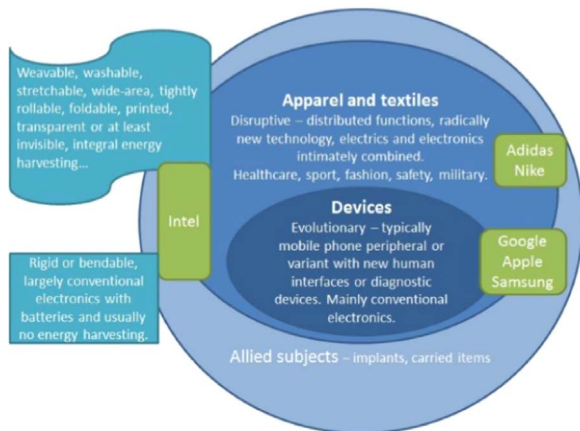 Weavable, washable,
stretchable, wide-area, tightly
rollable, foldable, printed,
transparent or at least
invisible, integral energy
harvesting...
Apparel and textiles
Disruptive – distributed functions, radically
new technology, electrics and electronics
intimately combined.
Healthcare, sport, fashion, safety, military.
Adidas
Nike
Intel
Devices
Evolutionary – typically
mobile phone peripheral or
variant with new human
interfaces or diagnostic
devices. Mainly conventional
electronics.
Google
Apple
Samsung
Rigid or bendable,
largely conventional
electronics with
batteries and usually
no energy harvesting.
Allied subjects – implants, carried items